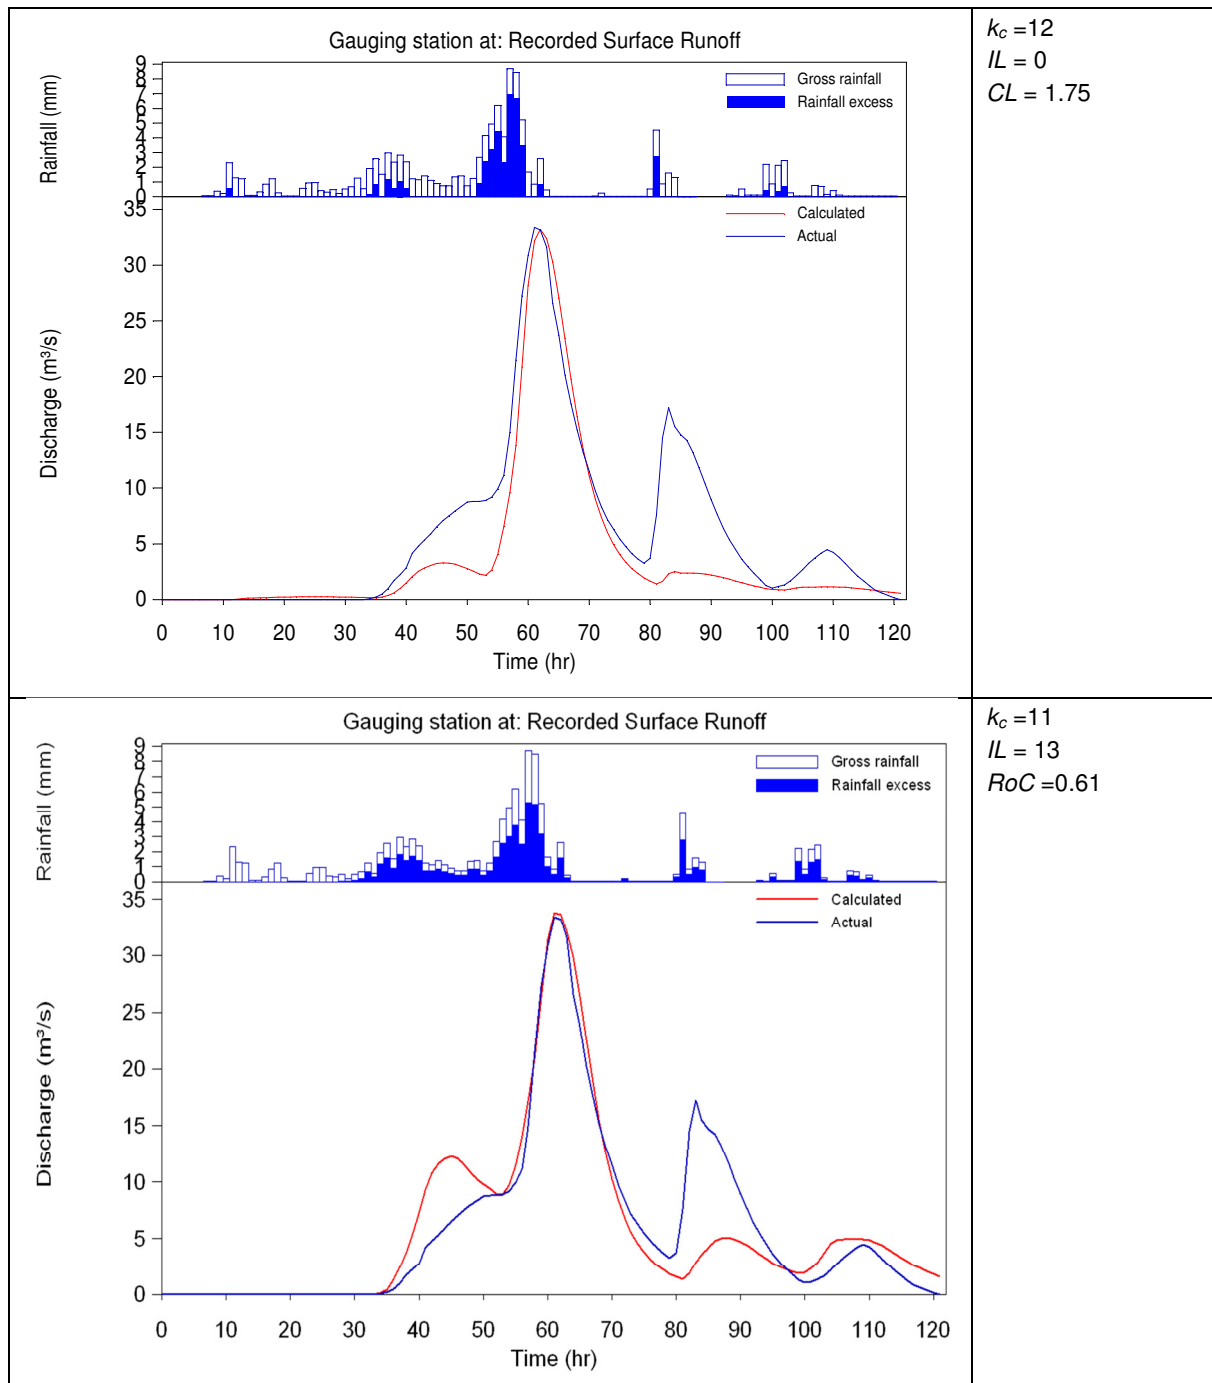 Gauging station at: Recorded Surface Runoff
k_c =12
IL = 0
CL = 1.75
Rainfall (mm)
9
8
7
6
5
4
3
2
1
0
Gross rainfall
Rainfall excess
Discharge (m³/s)
35
30
25
20
15
10
5
0
Calculated
Actual
0 10 20 30 40 50 60 70 80 90 100 110 120
Time (hr)
Gauging station at: Recorded Surface Runoff
k_c =11
IL = 13
RoC =0.61
Rainfall (mm)
9
8
7
6
5
4
3
2
1
0
Gross rainfall
Rainfall excess
Discharge (m³/s)
35
30
25
20
15
10
5
0
Calculated
Actual
0 10 20 30 40 50 60 70 80 90 100 110 120
Time (hr)